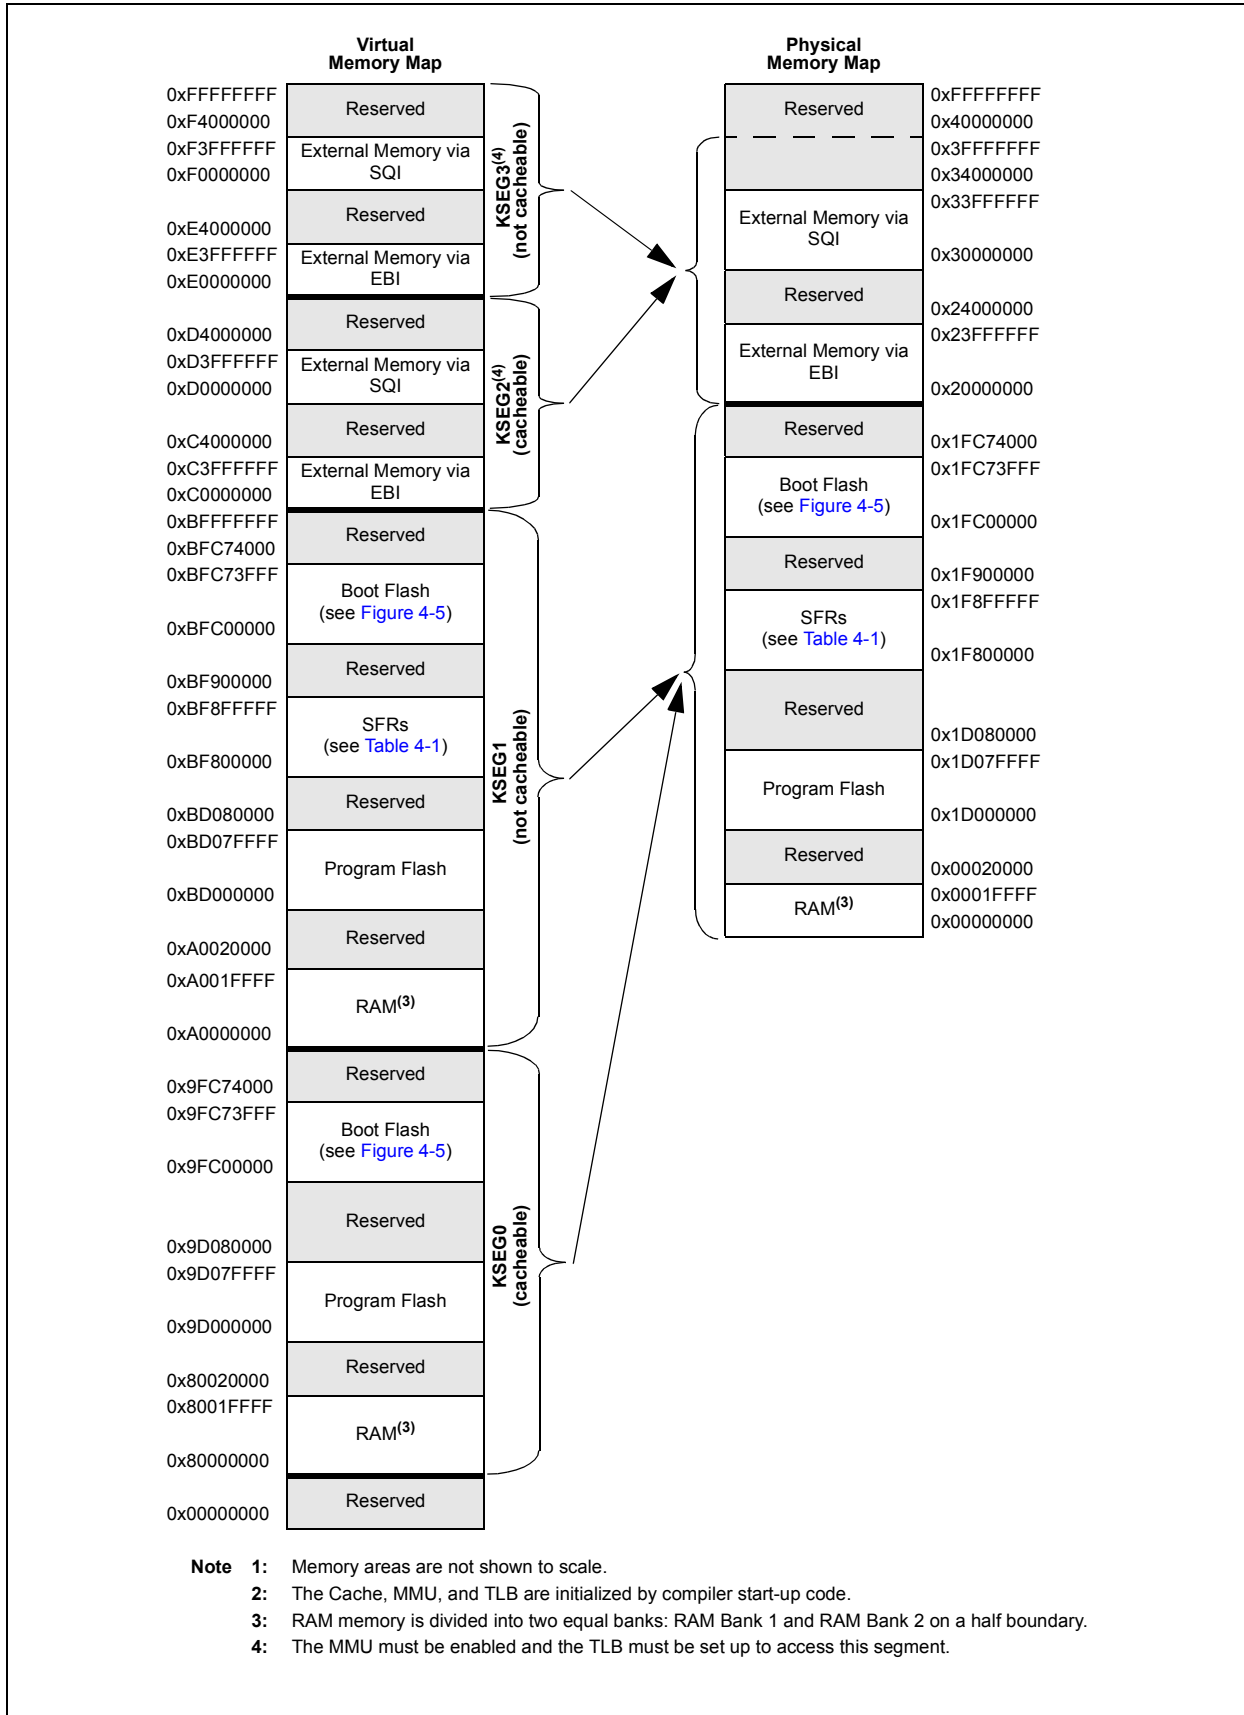 Virtual
Memory Map
0xFFFFFFFF
Reserved
0xF4000000
0xF3FFFFFF
External Memory via
SQI
0xF0000000
Reserved
0xE4000000
0xE3FFFFFF
External Memory via
EBI
0xE0000000
KSEG3(4)
(not cacheable)
Reserved
0xD4000000
0xD3FFFFFF
External Memory via
SQI
0xD0000000
Reserved
0xC4000000
0xC3FFFFFF
External Memory via
EBI
0xC0000000
KSEG2(4)
(cacheable)
0xBFFFFFFF
Reserved
0xBFC74000
0xBFC73FFF
Boot Flash
(see Figure 4-5)
0xBFC00000
Reserved
0xBF900000
0xBF8FFFFF
SFRs
(see Table 4-1)
0xBF800000
Reserved
0xBD080000
0xBD07FFFF
Program Flash
0xBD000000
Reserved
0xA0020000
0xA001FFFF
RAM(3)
0xA0000000
KSEG1
(not cacheable)
Reserved
0x9FC74000
0x9FC73FFF
Boot Flash
(see Figure 4-5)
0x9FC00000
Reserved
0x9D080000
0x9D07FFFF
Program Flash
0x9D000000
Reserved
0x80020000
0x8001FFFF
RAM(3)
0x80000000
KSEG0
(cacheable)
Reserved
0x00000000
Physical
Memory Map
0xFFFFFFFF
Reserved
0x40000000
0x3FFFFFFF
0x34000000
0x33FFFFFF
External Memory via
SQI
0x30000000
Reserved
0x24000000
0x23FFFFFF
External Memory via
EBI
0x20000000
Reserved
0x1FC74000
0x1FC73FFF
Boot Flash
(see Figure 4-5)
0x1FC00000
Reserved
0x1F900000
0x1F8FFFFF
SFRs
(see Table 4-1)
0x1F800000
Reserved
0x1D080000
0x1D07FFFF
Program Flash
0x1D000000
Reserved
0x00020000
0x0001FFFF
RAM(3)
0x00000000
Note 1: Memory areas are not shown to scale.
2: The Cache, MMU, and TLB are initialized by compiler start-up code.
3: RAM memory is divided into two equal banks: RAM Bank 1 and RAM Bank 2 on a half boundary.
4: The MMU must be enabled and the TLB must be set up to access this segment.